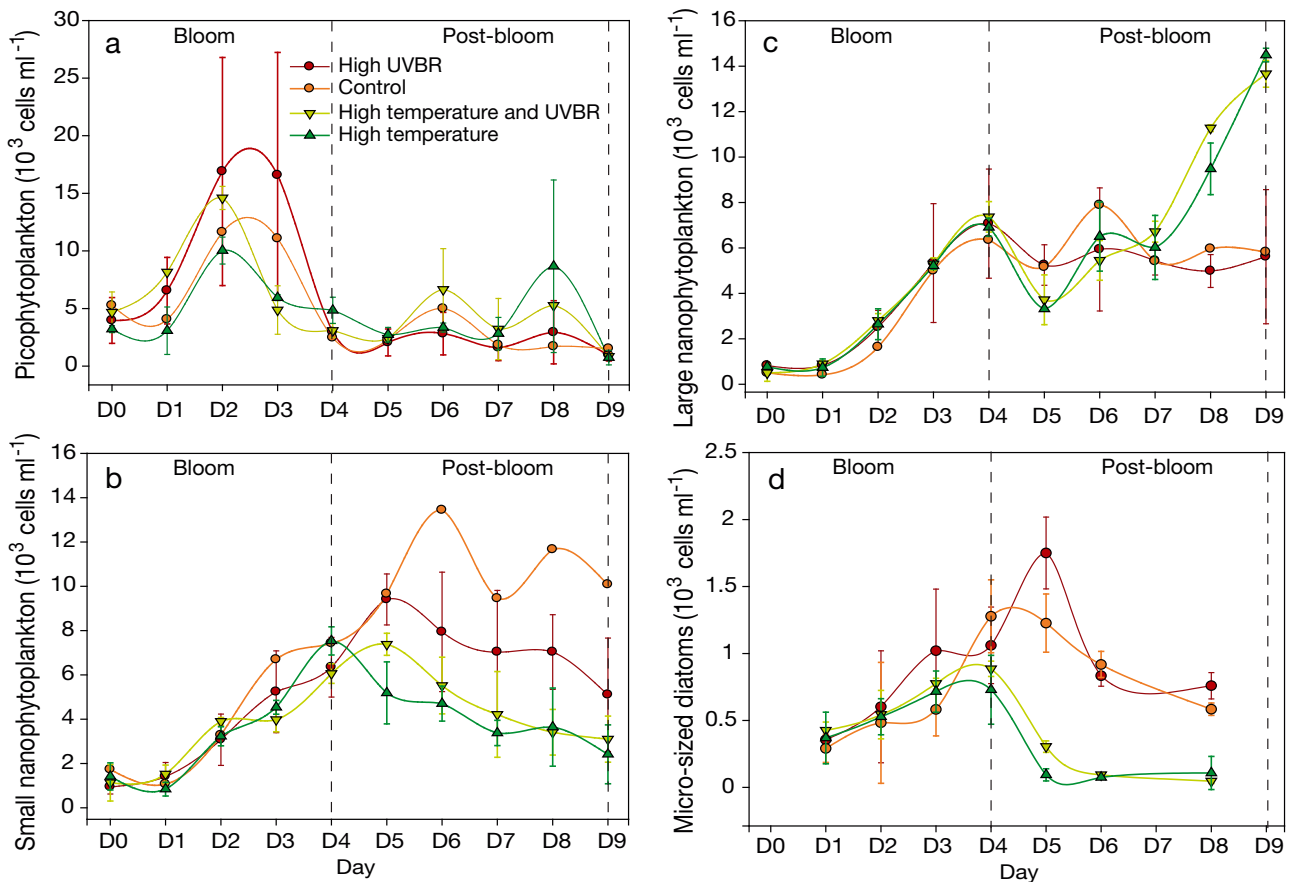 a
Bloom
Post-bloom
High UVBR
Control
High temperature and UVBR
High temperature
Picophytoplankton (10³ cells ml⁻¹)
30
25
20
15
10
5
0
D0 D1 D2 D3 D4 D5 D6 D7 D8 D9
c
Bloom
Post-bloom
Large nanophytoplankton (10³ cells ml⁻¹)
16
14
12
10
8
6
4
2
0
D0 D1 D2 D3 D4 D5 D6 D7 D8 D9
b
Bloom
Post-bloom
Small nanophytoplankton (10³ cells ml⁻¹)
16
14
12
10
8
6
4
2
0
D0 D1 D2 D3 D4 D5 D6 D7 D8 D9
Day
d
Bloom
Post-bloom
Micro-sized diatoms (10³ cells ml⁻¹)
2.5
2
1.5
1
0.5
0
D0 D1 D2 D3 D4 D5 D6 D7 D8 D9
Day